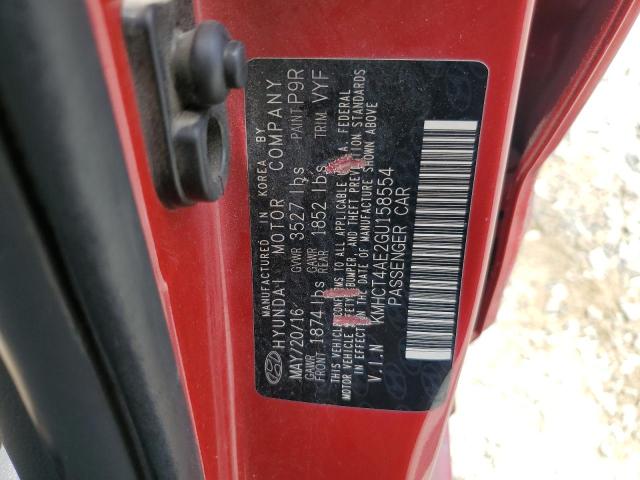 MANUFACTURED IN KOREA BY
HYUNDAI MOTOR COMPANY
MAY/20/16 GVWR 3527 lbs PAINT P9R
GAWR FRONT 1874 lbs GAWR REAR 1852 lbs TRIM VYF
THIS VEHICLE CONFORMS TO ALL APPLICABLE U.S.A. FEDERAL
MOTOR VEHICLE SAFETY, BUMPER, AND THEFT PREVENTION STANDARDS
IN EFFECT ON THE DATE OF MANUFACTURE SHOWN ABOVE
V.I.N KMHCT4AE2GU158554
PASSENGER CAR